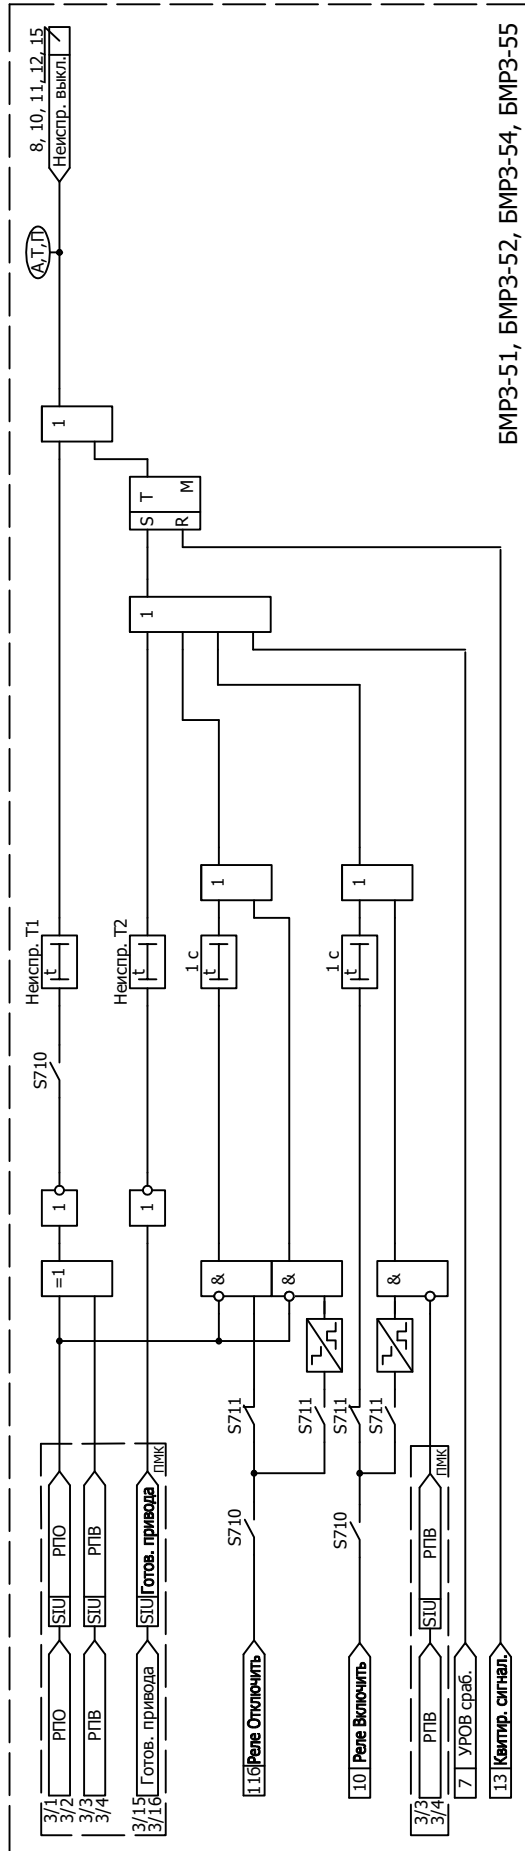 3/1
3/2
РПО
SIU
РПО
=1
1
S710
Неиспр. Т1
t
1
А,Т,П
8, 10, 11, 12, 15
Неиспр. выкл.
3/3
3/4
РПВ
SIU
РПВ
3/15
3/16
Готов. привода
SIU
Готов. привода
ПМК
1
Неиспр. Т2
t
1
S
T
R
M
116
Реле Отключить
S710
S711
S711
&
&
1 с
t
1
10
Реле Включить
S710
S711
S711
&
1 с
t
1
3/3
3/4
РПВ
SIU
РПВ
ПМК
7
УРОВ сраб.
13
Квитир. сигнал.
БМРЗ-51, БМРЗ-52, БМРЗ-54, БМРЗ-55